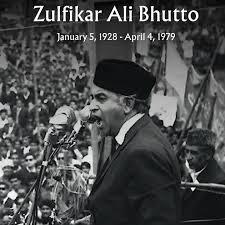 Zulfikar Ali Bhutto
January 5, 1928 - April 4, 1979